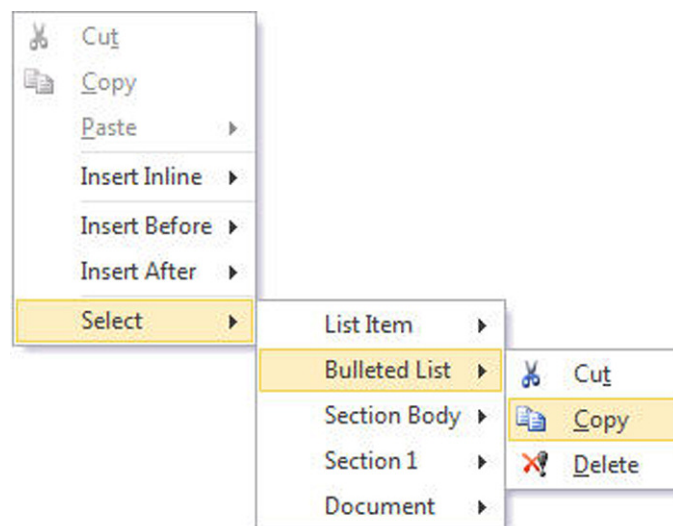 Cut
Copy
Paste
Insert Inline
Insert Before
Insert After
Select
List Item
Bulleted List
Section Body
Section 1
Document
Cut
Copy
Delete